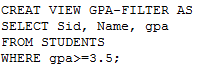 CREAT VIEW GPA-FILTER AS
SELECT Sid, Name, gpa
FROM STUDENTS
WHERE gpa>=3.5;